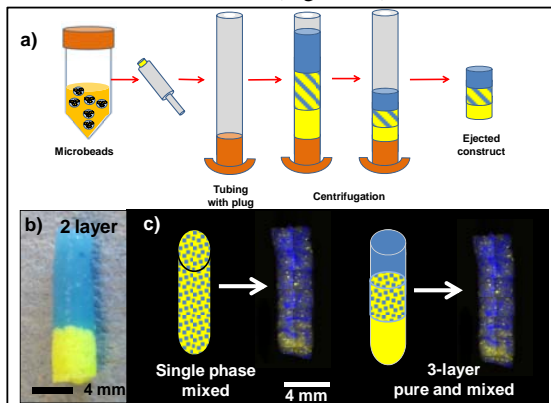 a)
Microbeads
Tubing
with plug
Centrifugation
Ejected
construct
b)
2 layer
4 mm
c)
Single phase
mixed
4 mm
3-layer
pure and mixed